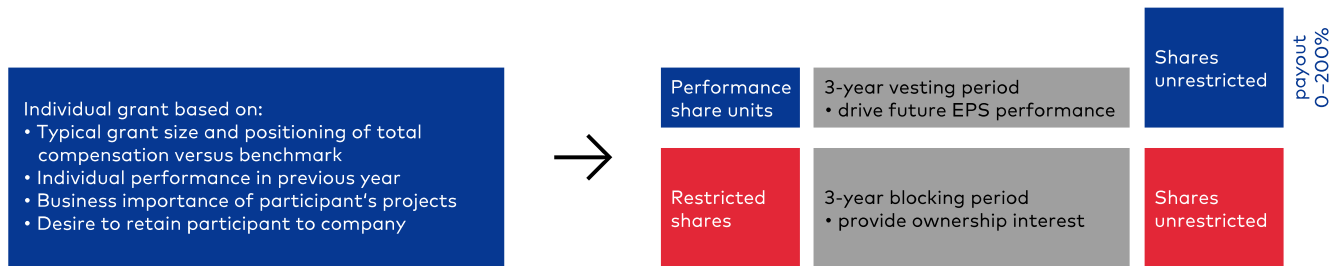 Individual grant based on:
• Typical grant size and positioning of total
compensation versus benchmark
• Individual performance in previous year
• Business importance of participant‘s projects
• Desire to retain participant to company
Performance
share units
3-year vesting period
• drive future EPS performance
Shares
unrestricted
payout
0–200%
Restricted
shares
3-year blocking period
• provide ownership interest
Shares
unrestricted